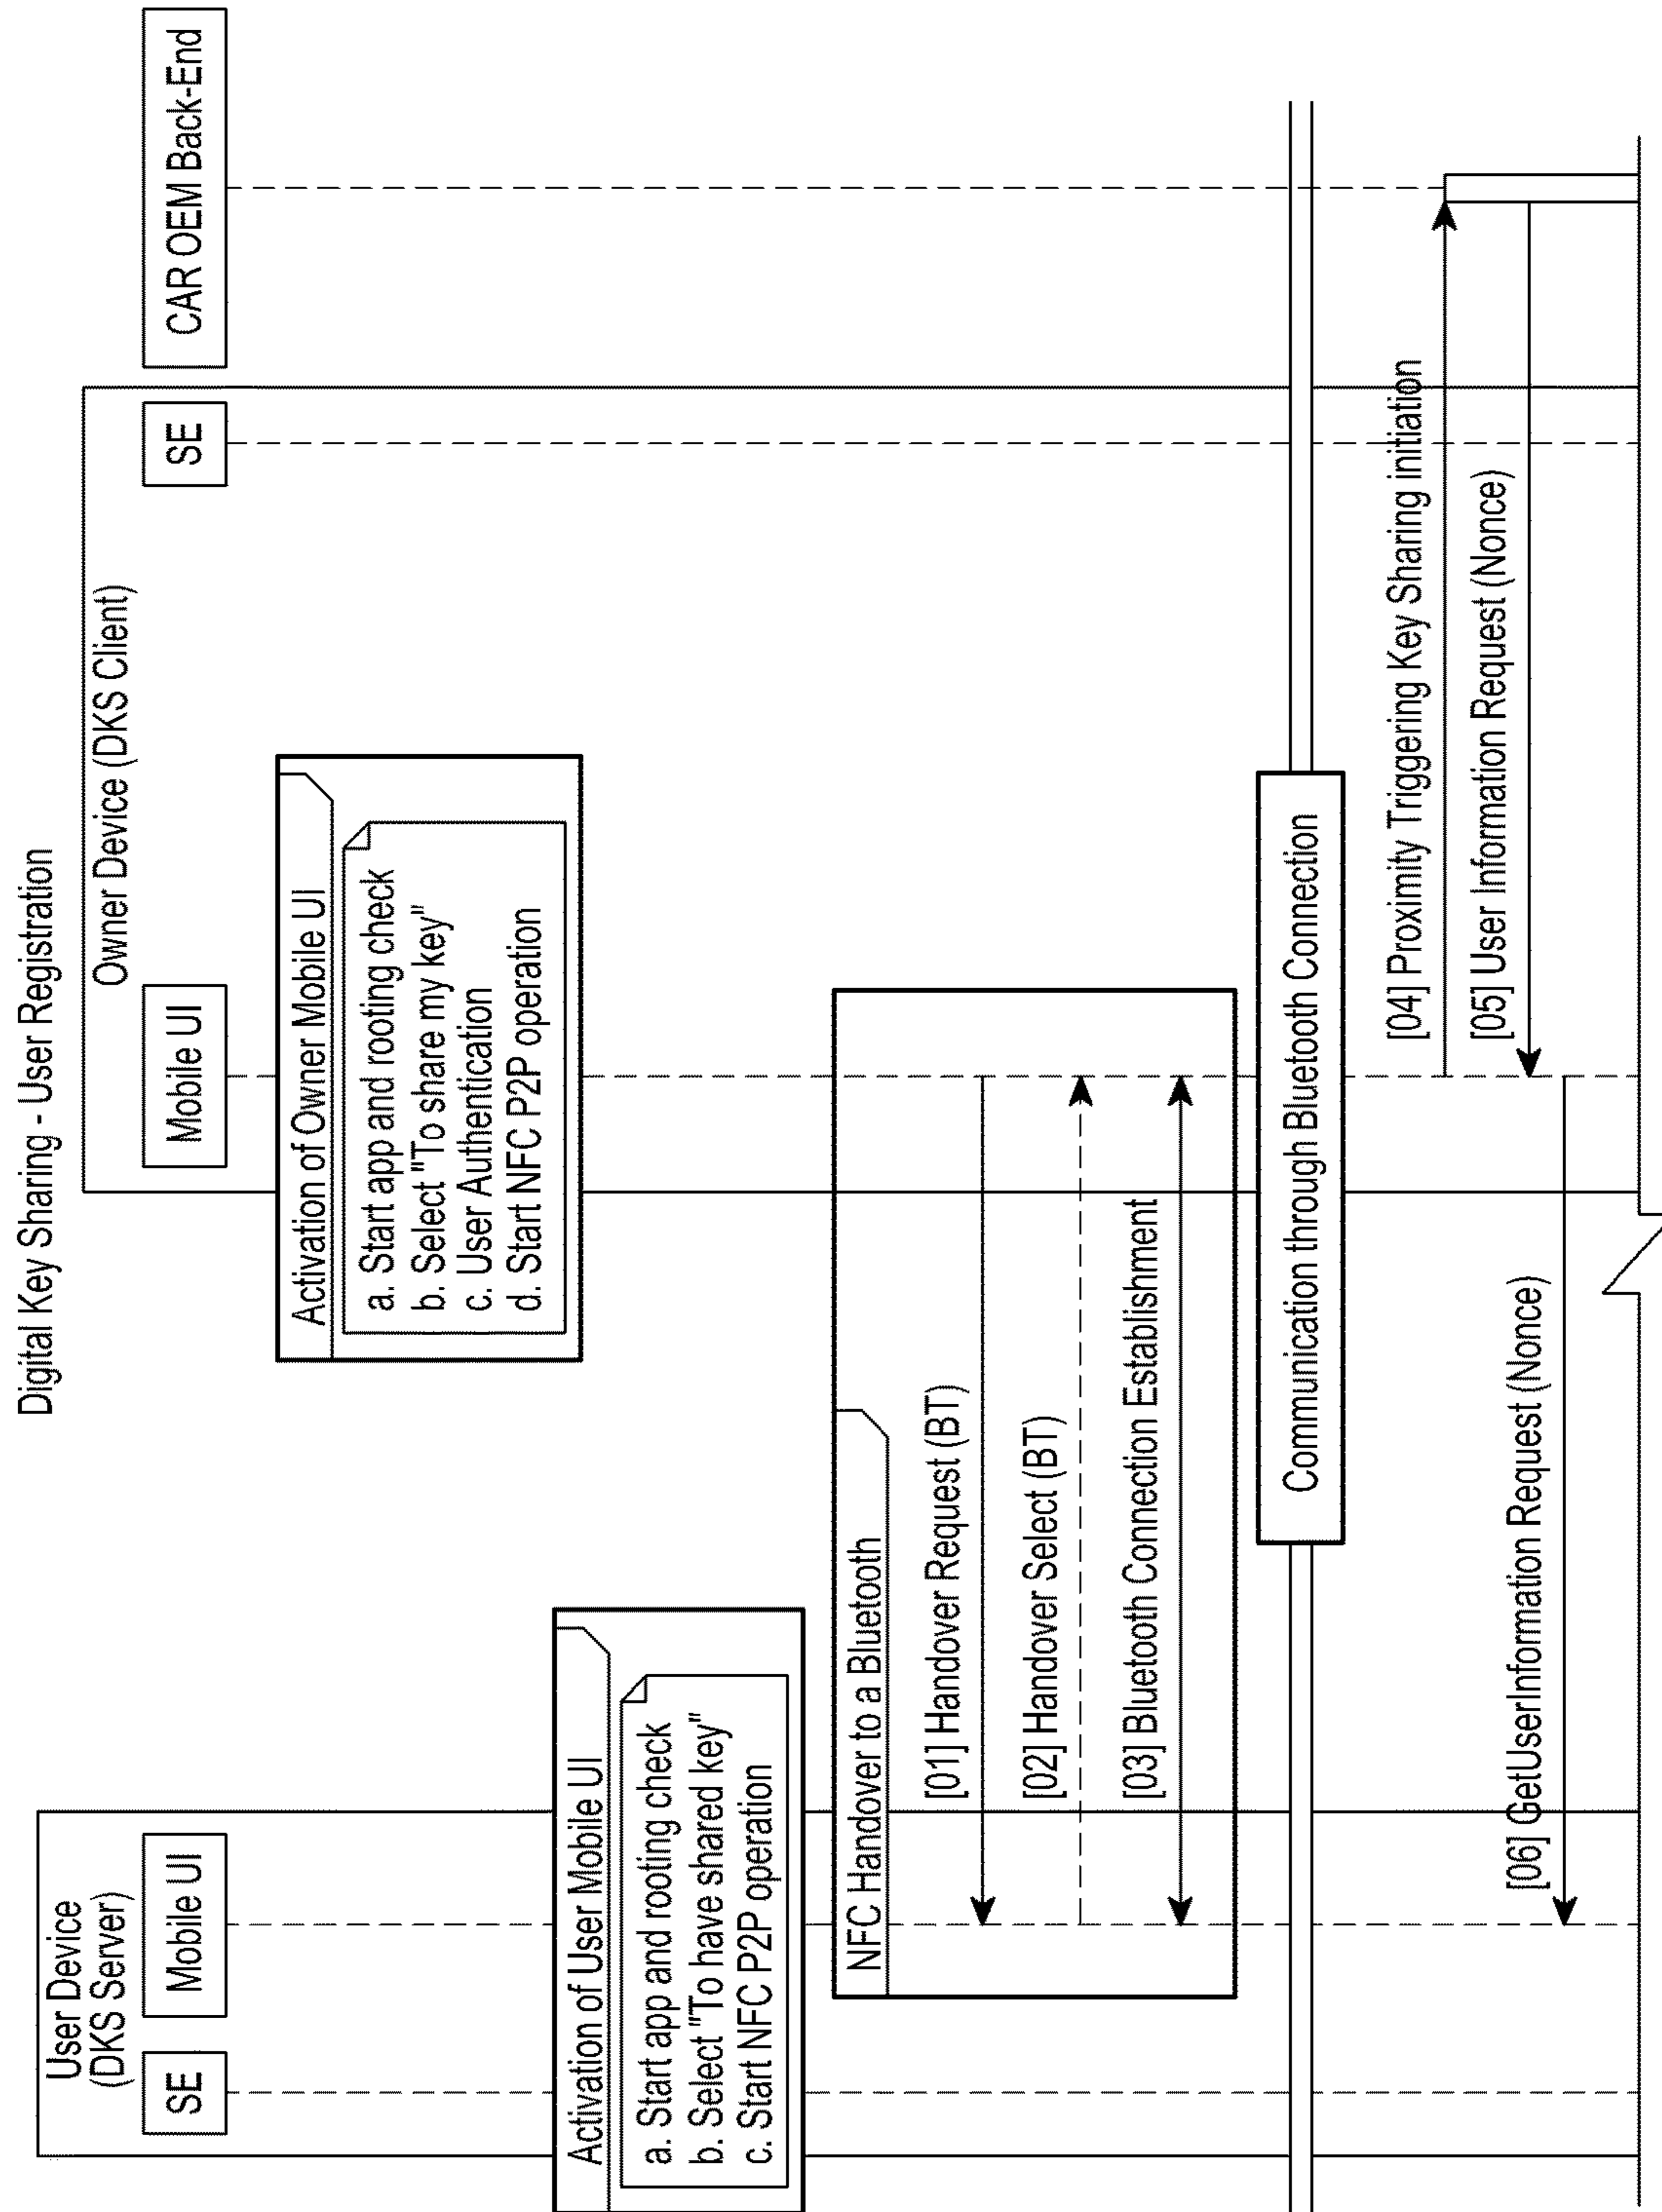 Digital Key Sharing - User Registration
User Device
(DKS Server)
SE
Mobile UI
Owner Device (DKS Client)
Mobile UI
SE
CAR OEM Back-End
Activation of Owner Mobile UI
a. Start app and rooting check
b. Select "To share my key"
c. User Authentication
d. Start NFC P2P operation
Activation of User Mobile UI
a. Start app and rooting check
b. Select "To have shared key"
c. Start NFC P2P operation
NFC Handover to a Bluetooth
[01] Handover Request (BT)
[02] Handover Select (BT)
[03] Bluetooth Connection Establishment
Communication through Bluetooth Connection
[04] Proximity Triggering Key Sharing initiation
[05] User Information Request (Nonce)
[06] GetUserInformation Request (Nonce)